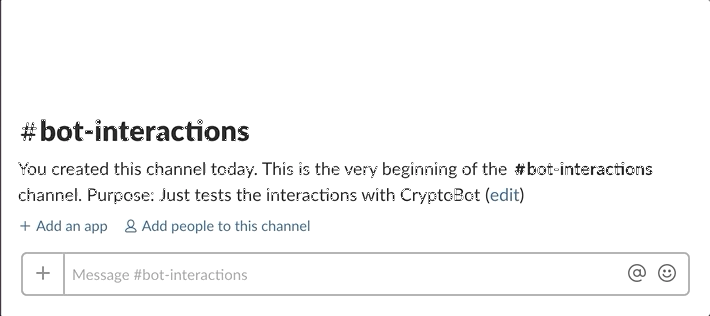 #bot-interactions
You created this channel today. This is the very beginning of the #bot-interactions
channel. Purpose: Just tests the interactions with CryptoBot (edit)
+ Add an app Add people to this channel
+ Message #bot-interactions @